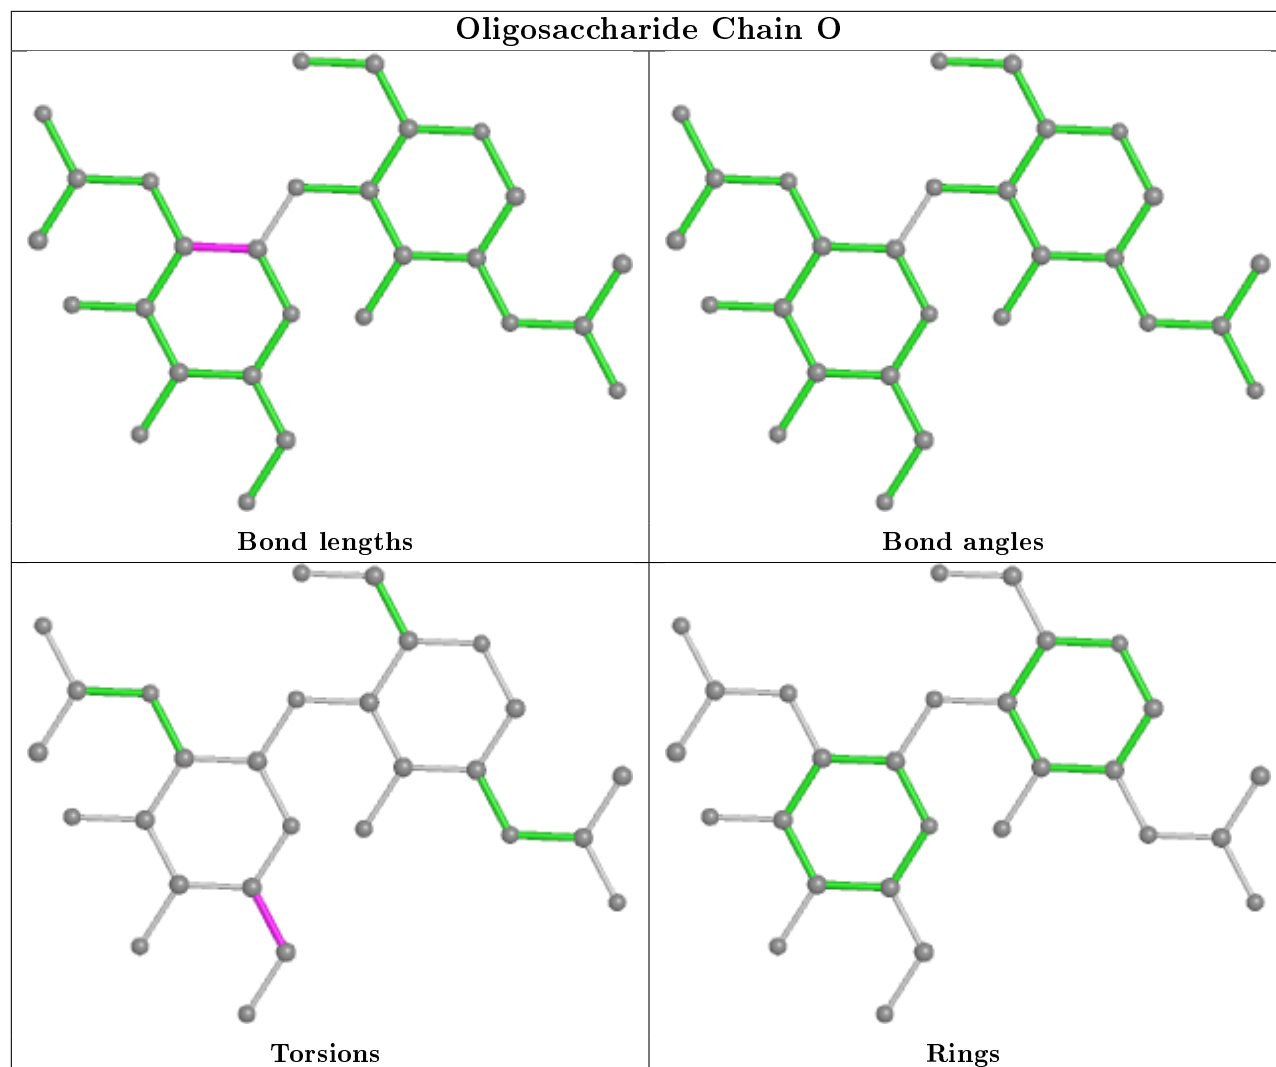 Oligosaccharide Chain O
Bond lengths
Bond angles
Torsions
Rings